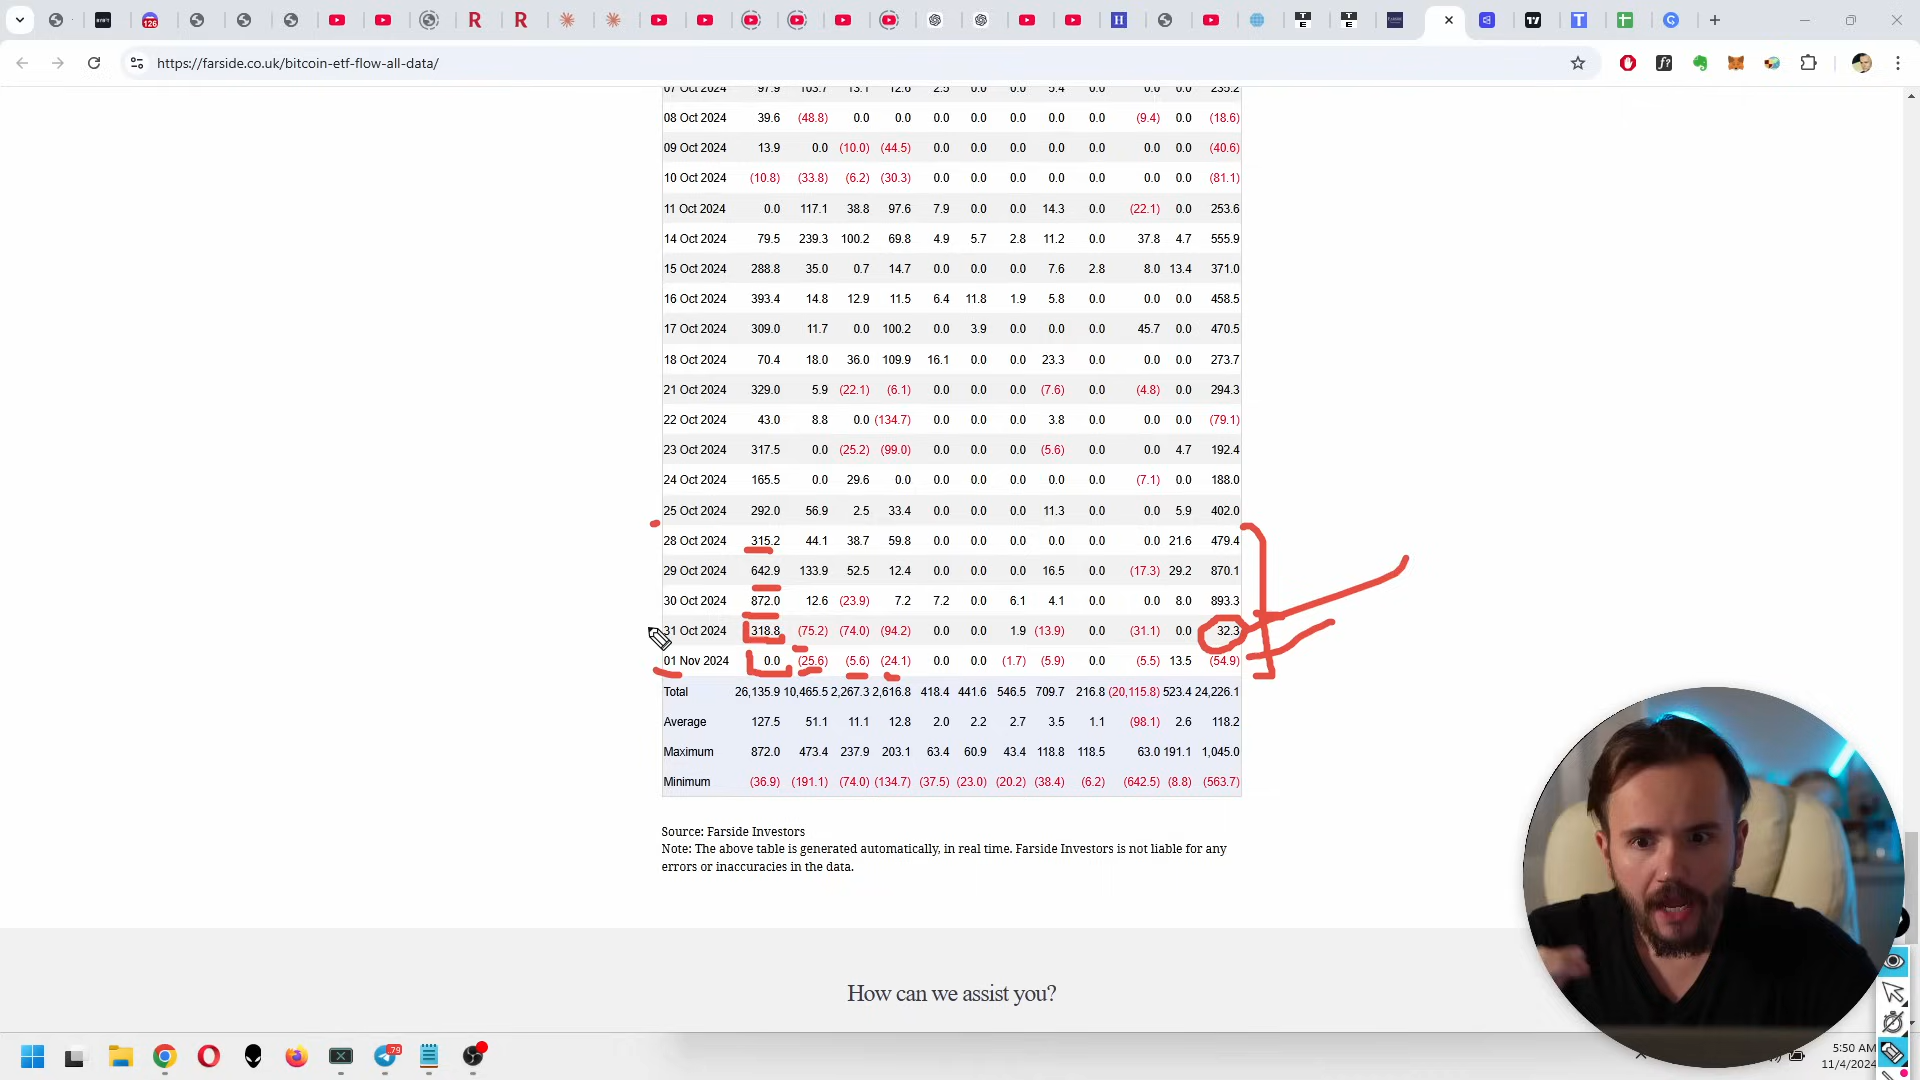 126
R
R
H
T
E
T
E
T
https://farside.co.uk/bitcoin-etf-flow-all-data/
f?
07 Oct 2024 97.9 103.7 13.1 12.6 2.5 0.0 0.0 5.4 0.0 0.0 0.0 235.2
08 Oct 2024 39.6 (48.8) 0.0 0.0 0.0 0.0 0.0 0.0 0.0 (9.4) 0.0 (18.6)
09 Oct 2024 13.9 0.0 (10.0) (44.5) 0.0 0.0 0.0 0.0 0.0 0.0 0.0 (40.6)
10 Oct 2024 (10.8) (33.8) (6.2) (30.3) 0.0 0.0 0.0 0.0 0.0 0.0 0.0 (81.1)
11 Oct 2024 0.0 117.1 38.8 97.6 7.9 0.0 0.0 14.3 0.0 (22.1) 0.0 253.6
14 Oct 2024 79.5 239.3 100.2 69.8 4.9 5.7 2.8 11.2 0.0 37.8 4.7 555.9
15 Oct 2024 288.8 35.0 0.7 14.7 0.0 0.0 0.0 7.6 2.8 8.0 13.4 371.0
16 Oct 2024 393.4 14.8 12.9 11.5 6.4 11.8 1.9 5.8 0.0 0.0 0.0 458.5
17 Oct 2024 309.0 11.7 0.0 100.2 0.0 3.9 0.0 0.0 0.0 45.7 0.0 470.5
18 Oct 2024 70.4 18.0 36.0 109.9 16.1 0.0 0.0 23.3 0.0 0.0 0.0 273.7
21 Oct 2024 329.0 5.9 (22.1) (6.1) 0.0 0.0 0.0 (7.6) 0.0 (4.8) 0.0 294.3
22 Oct 2024 43.0 8.8 0.0 (134.7) 0.0 0.0 0.0 3.8 0.0 0.0 0.0 (79.1)
23 Oct 2024 317.5 0.0 (25.2) (99.0) 0.0 0.0 0.0 (5.6) 0.0 0.0 4.7 192.4
24 Oct 2024 165.5 0.0 29.6 0.0 0.0 0.0 0.0 0.0 0.0 (7.1) 0.0 188.0
25 Oct 2024 292.0 56.9 2.5 33.4 0.0 0.0 0.0 11.3 0.0 0.0 5.9 402.0
28 Oct 2024 315.2 44.1 38.7 59.8 0.0 0.0 0.0 0.0 0.0 0.0 21.6 479.4
29 Oct 2024 642.9 133.9 52.5 12.4 0.0 0.0 0.0 16.5 0.0 (17.3) 29.2 870.1
30 Oct 2024 872.0 12.6 (23.9) 7.2 7.2 0.0 6.1 4.1 0.0 0.0 8.0 893.3
31 Oct 2024 318.8 (75.2) (74.0) (94.2) 0.0 0.0 1.9 (13.9) 0.0 (31.1) 0.0 32.3
01 Nov 2024 0.0 (25.6) (5.6) (24.1) 0.0 0.0 (1.7) (5.9) 0.0 (5.5) 13.5 (54.9)
Total 26,135.9 10,465.5 2,267.3 2,616.8 418.4 441.6 546.5 709.7 216.8 (20,115.8) 523.4 24,226.1
Average 127.5 51.1 11.1 12.8 2.0 2.2 2.7 3.5 1.1 (98.1) 2.6 118.2
Maximum 872.0 473.4 237.9 203.1 63.4 60.9 43.4 118.8 118.5 63.0 191.1 1,045.0
Minimum (36.9) (191.1) (74.0) (134.7) (37.5) (23.0) (20.2) (38.4) (6.2) (642.5) (8.8) (563.7)
Source: Farside Investors
Note: The above table is generated automatically, in real time. Farside Investors is not liable for any
errors or inaccuracies in the data.
How can we assist you?
79
5:50 AM
11/4/2024